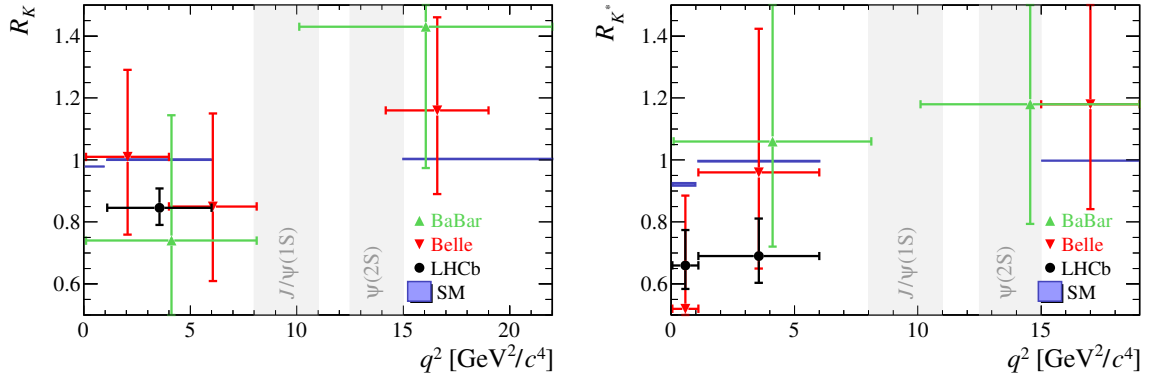 R_K
1.4
1.2
1
0.8
0.6
J/ψ(1S)
ψ(2S)
BaBar
Belle
LHCb
SM
0 5 10 15 20
q² [GeV²/c⁴]
R_K*
1.4
1.2
1
0.8
0.6
J/ψ(1S)
ψ(2S)
BaBar
Belle
LHCb
SM
0 5 10 15
q² [GeV²/c⁴]